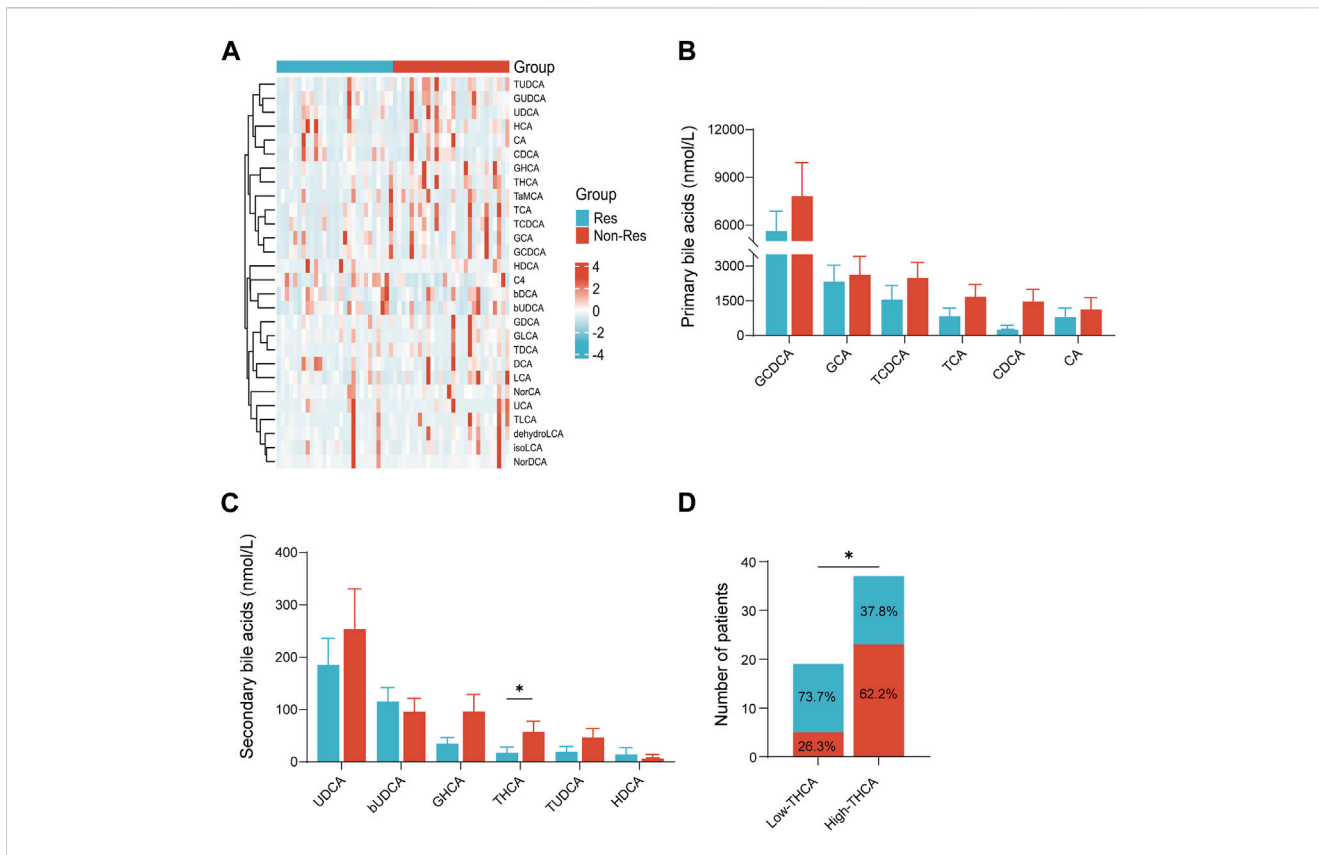 A
Group
TUDCA
GUDCA
UDCA
HCA
CA
CDCA
GHCA
THCA
TaMCA
TCA
TCDCA
GCA
GCDCA
HDCA
C4
bDCA
bUDCA
GDCA
GLCA
TDCA
DCA
LCA
NorCA
UCA
TLCA
dehydroLCA
isoLCA
NorDCA
Group
Res
Non-Res
4
2
0
-2
-4
B
Primary bile acids (nmol/L)
12000
9000
6000
3000
1500
0
GCDCA
GCA
TCDCA
TCA
CDCA
CA
C
Secondary bile acids (nmol/L)
400
300
200
100
0
*
UDCA
bUDCA
GHCA
THCA
TUDCA
HDCA
D
Number of patients
40
30
20
10
0
*
37.8%
73.7%
62.2%
26.3%
Low-THCA
High-THCA